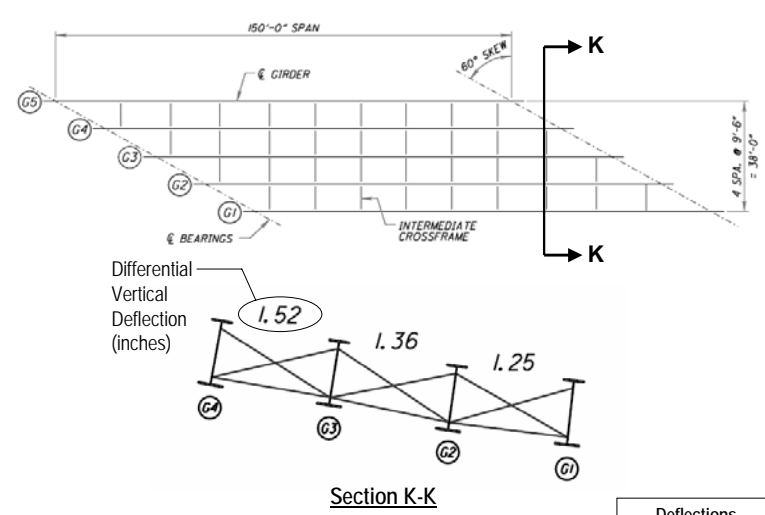 150'-0" SPAN
K
60° SKEW
℄ GIRDER
G5
G4
G3
G2
G1
4 SPA. @ 9'-6"
= 38'-0"
INTERMEDIATE
CROSSFRAME
℄ BEARINGS
K
Differential
Vertical
Deflection
(inches)
1.52
1.36
1.25
G4
G3
G2
G1
Section K-K
Deflections